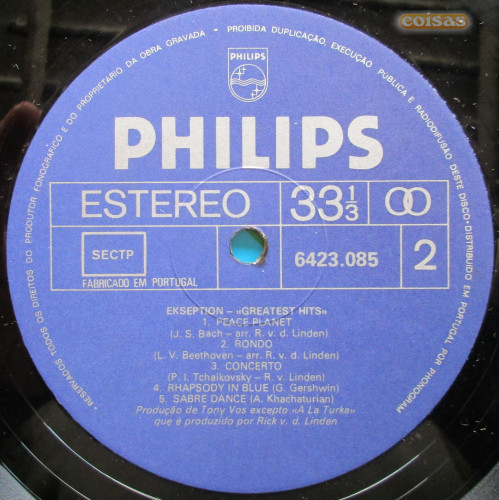 coisas
• RESERVADOS TODOS OS DIREITOS DO PRODUTOR FONOGRÁFICO E DO PROPRIETÁRIO DA OBRA GRAVADA • PROIBIDA DUPLICAÇÃO, EXECUÇÃO PÚBLICA E RADIODIFUSÃO DESTE DISCO • DISTRIBUIDO EM PORTUGAL POR PHONOGRAM
PHILIPS
PHILIPS
ESTEREO 33 1/3
SECTP 6423.085 2
FABRICADO EM PORTUGAL
EKSEPTION – «GREATEST HITS»
1. PEACE PLANET
(J. S. Bach – arr. R. v. d. Linden)
2. RONDO
(L. V. Beethoven – arr. R. v. d. Linden)
3. CONCERTO
(P. I. Tchaikovsky – R. v. Linden)
4. RHAPSODY IN BLUE (G. Gershwin)
5. SABRE DANCE (A. Khachaturian)
Produção de Tony Vos excepto «A La Turka»
que é produzido por Rick v. d. Linden